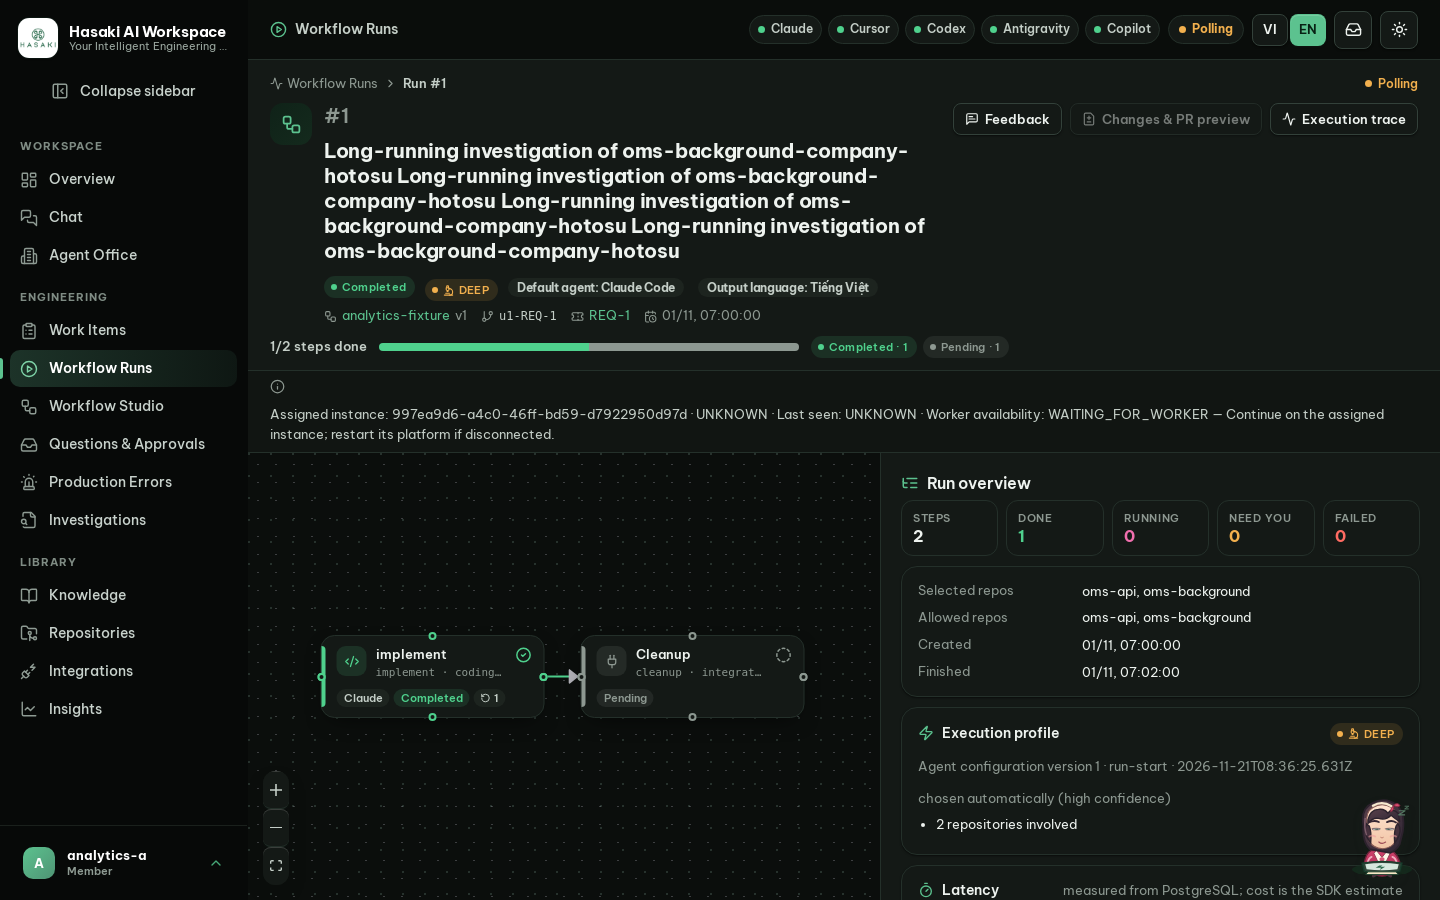 HASAKI
Hasaki AI Workspace
Your Intelligent Engineering ...
Collapse sidebar
WORKSPACE
Overview
Chat
Agent Office
ENGINEERING
Work Items
Workflow Runs
Workflow Studio
Questions & Approvals
Production Errors
Investigations
LIBRARY
Knowledge
Repositories
Integrations
Insights
A
analytics-a
Member
Workflow Runs
Claude
Cursor
Codex
Antigravity
Copilot
Polling
VI
EN
Workflow Runs > Run #1
Polling
#1
Feedback
Changes & PR preview
Execution trace
Long-running investigation of oms-background-company-
hotosu Long-running investigation of oms-background-
company-hotosu Long-running investigation of oms-
background-company-hotosu Long-running investigation of
oms-background-company-hotosu
Completed
DEEP
Default agent: Claude Code
Output language: Tiếng Việt
analytics-fixture v1
u1-REQ-1
REQ-1
01/11, 07:00:00
1/2 steps done
Completed · 1
Pending · 1
Assigned instance: 997ea9d6-a4c0-46ff-bd59-d7922950d97d · UNKNOWN · Last seen: UNKNOWN · Worker availability: WAITING_FOR_WORKER — Continue on the assigned
instance; restart its platform if disconnected.
implement
implement · coding…
Claude
Completed
1
Cleanup
cleanup · integrat…
Pending
Run overview
STEPS
2
DONE
1
RUNNING
0
NEED YOU
0
FAILED
0
Selected repos
oms-api, oms-background
Allowed repos
oms-api, oms-background
Created
01/11, 07:00:00
Finished
01/11, 07:02:00
Execution profile
DEEP
Agent configuration version 1 · run-start · 2026-11-21T08:36:25.631Z
chosen automatically (high confidence)
• 2 repositories involved
Latency
measured from PostgreSQL; cost is the SDK estimate